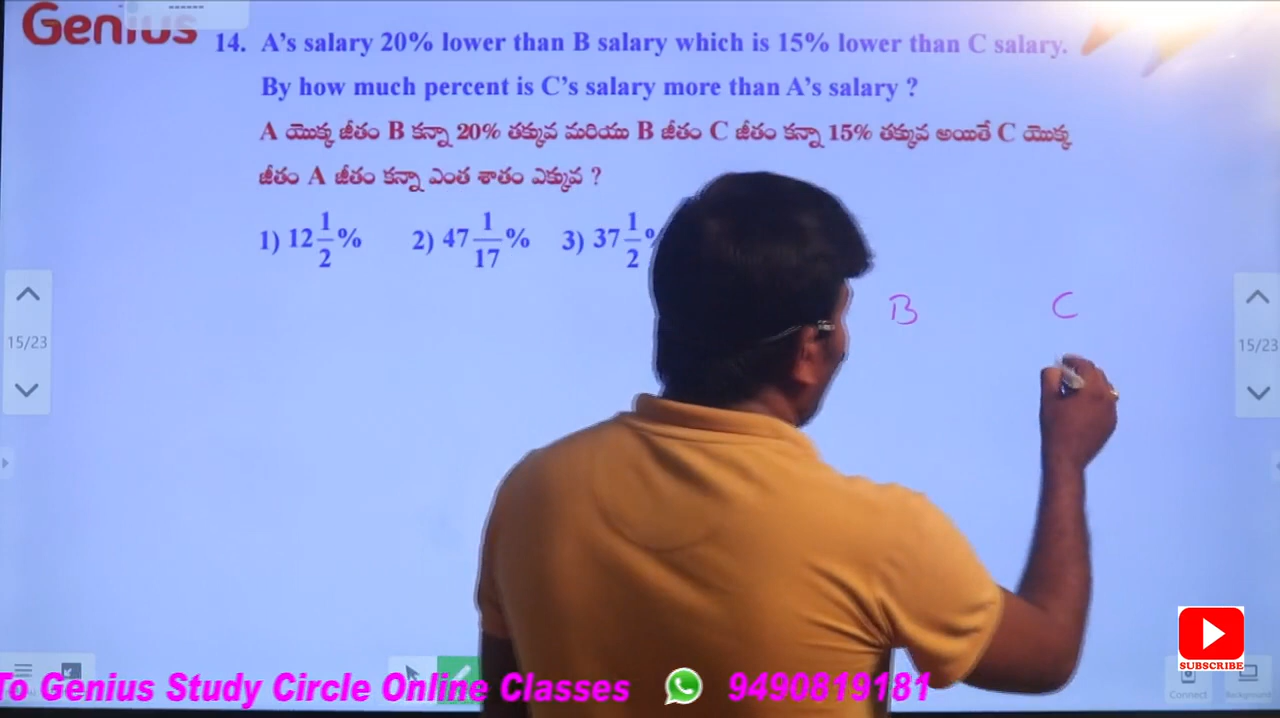 Genius
14. A's salary 20% lower than B salary which is 15% lower than C salary.
By how much percent is C's salary more than A's salary ?
A యొక్క జీతం B కన్నా 20% తక్కువ మరియు B జీతం C జీతం కన్నా 15% తక్కువ అయితే C యొక్క
జీతం A జీతం కన్నా ఎంత శాతం ఎక్కువ ?
1) 12 1/2 % 2) 47 1/17 % 3) 37 1/2 %
B C
15/23 15/23
SUBSCRIBE
To Genius Study Circle Online Classes 9490819181
Connect Background